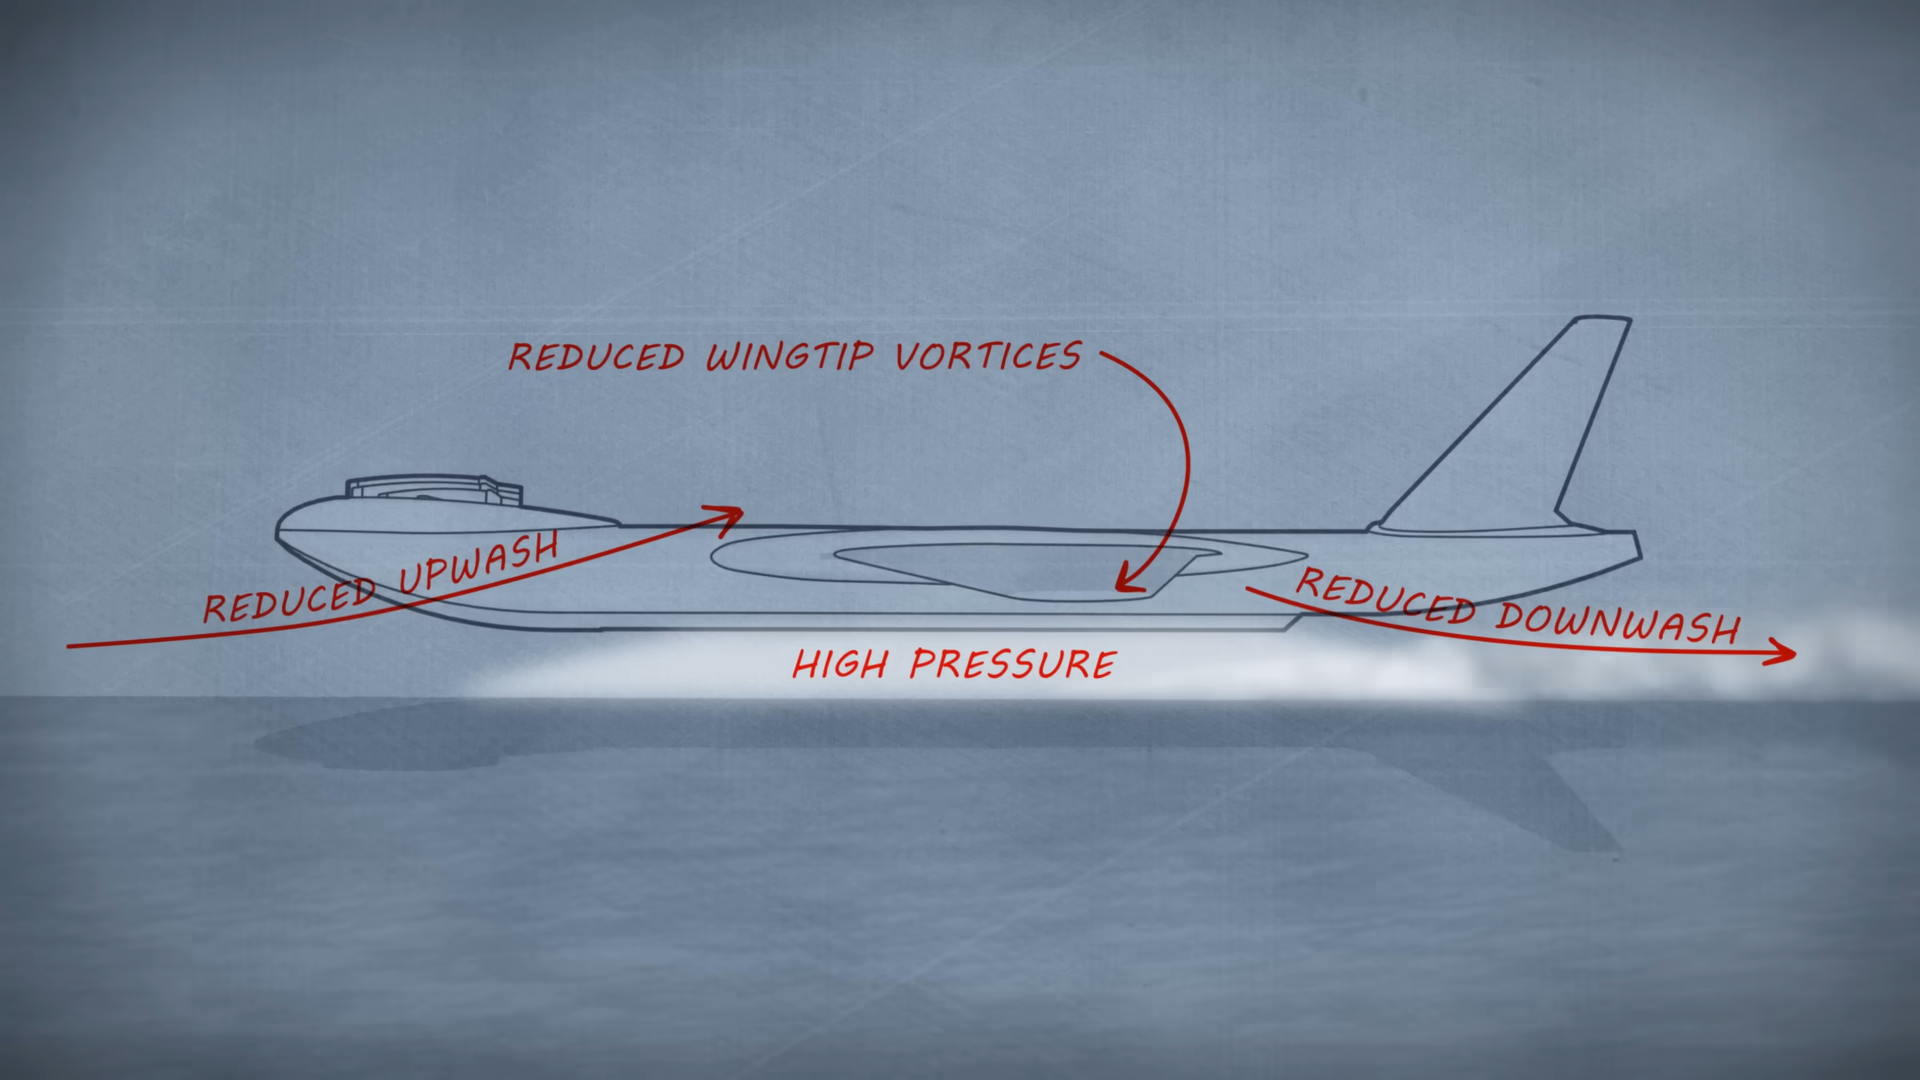 REDUCED WINGTIP VORTICES
REDUCED UPWASH
REDUCED DOWNWASH
HIGH PRESSURE